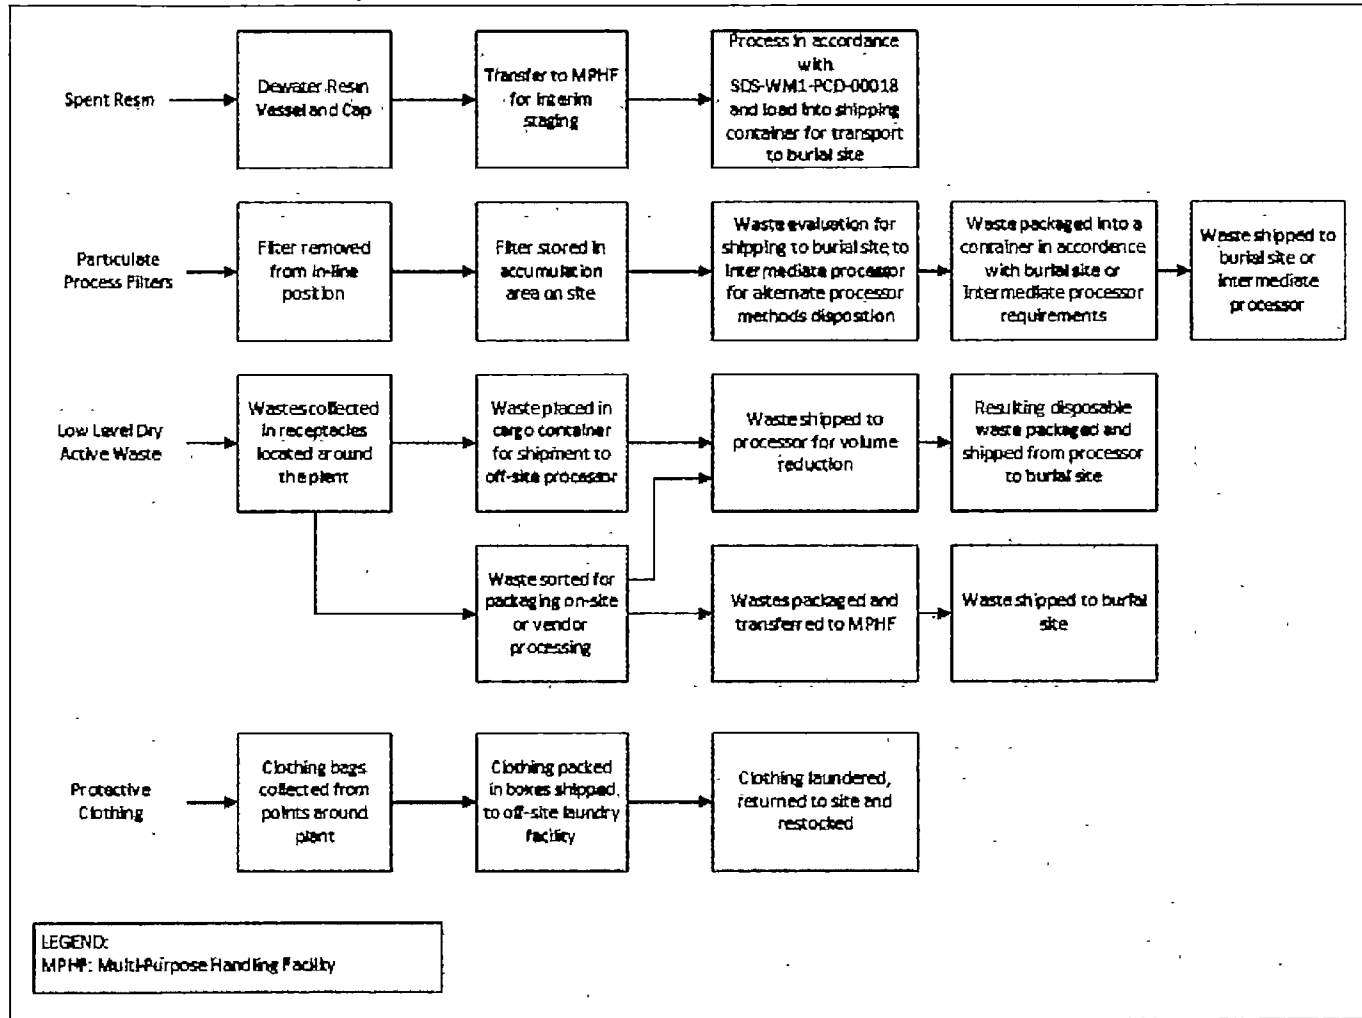 Spent Resin
Dewater Resin
Vessel and Cap
Transfer to MPHF
for interim
staging
Process in accordance
with
SDS-WM1-PCD-00018
and load into shipping
container for transport
to burial site
Particulate
Process Filters
Filter removed
from in-line
position
Filter stored in
accumulation
area on site
Waste evaluation for
shipping to burial site to
intermediate processor
for alternate processor
methods disposition
Waste packaged into a
container in accordence
with burial site or
intermediate processor
requirements
Waste shipped to
burial site or
intermediate
processor
Low Level Dry
Active Waste
Wastes collected
in receptacles
located around
the plant
Waste placed in
cargo container
for shipment to
off-site processor
Waste shipped to
processor for volume
reduction
Resulting disposable
waste packaged and
shipped from processor
to burial site
Waste sorted for
packaging on-site
or vendor
processing
Wastes packaged and
transferred to MPHF
Waste shipped to burial
site
Protective
Clothing
Clothing bags
collected from
points around
plant
Clothing packed
in boxes shipped
to off-site laundry
facility
Clothing laundered,
returned to site and
restocked
LEGEND:
MPHF: Multi-Purpose Handling Facility